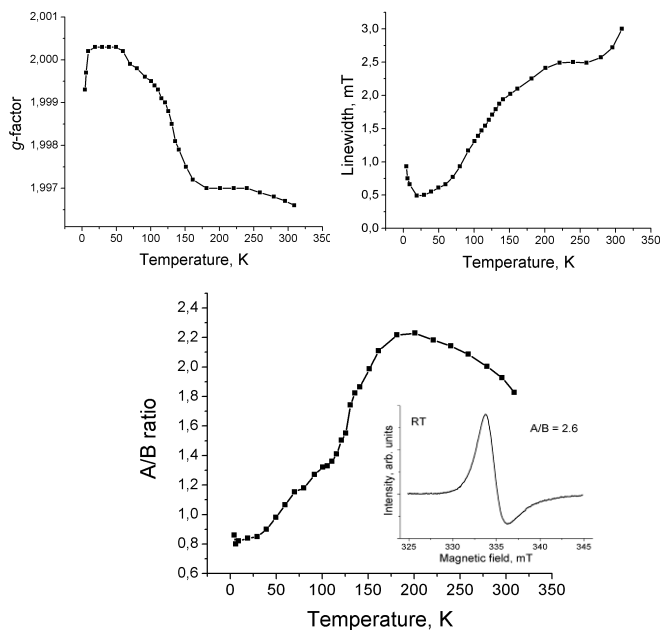 2,001
2,000
1,999
1,998
1,997
g-factor
0 50 100 150 200 250 300 350
Temperature, K
3,0
2,5
2,0
1,5
1,0
0,5
0,0
Linewidth, mT
0 50 100 150 200 250 300 350
Temperature, K
2,4
2,2
2,0
1,8
1,6
1,4
1,2
1,0
0,8
0,6
A/B ratio
0 50 100 150 200 250 300 350
Temperature, K
RT
A/B = 2.6
Intensity, arb. units
325 330 335 340 345
Magnetic field, mT